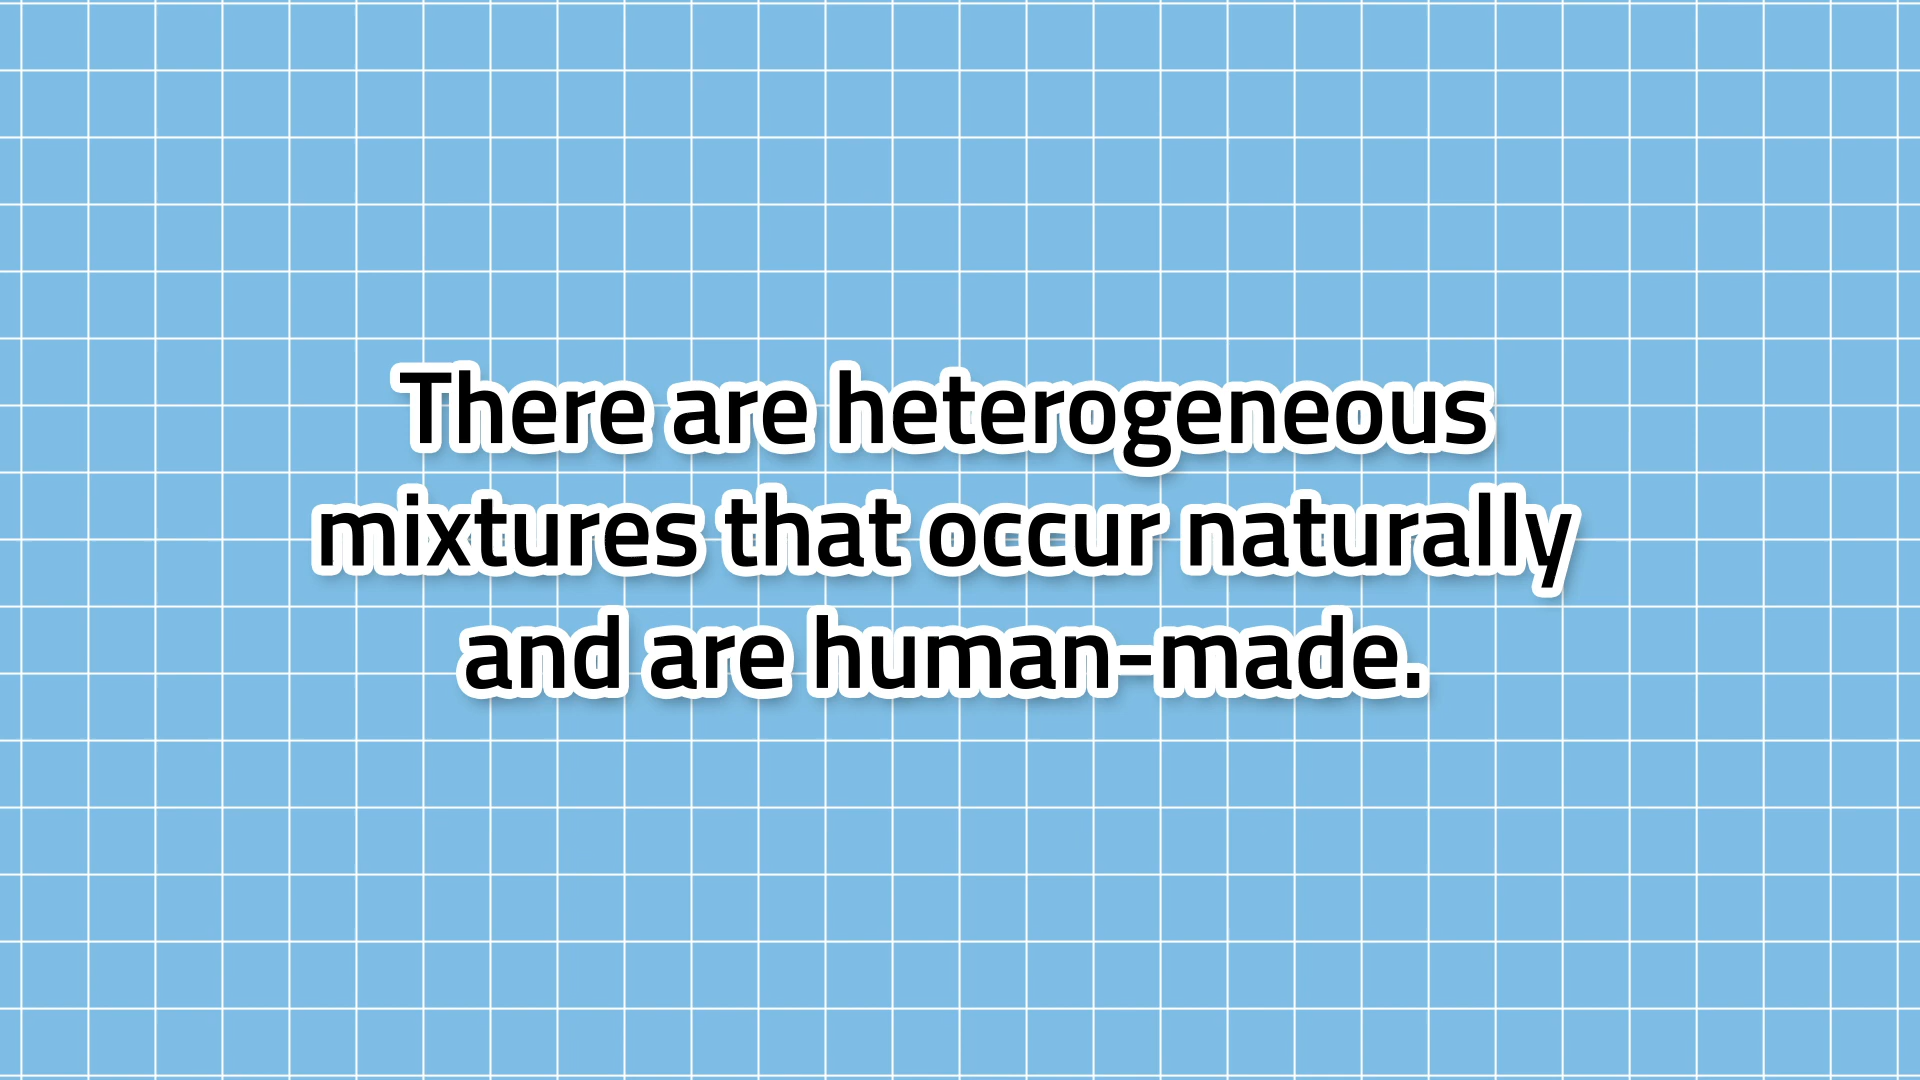 There are heterogeneous
mixtures that occur naturally
and are human-made.